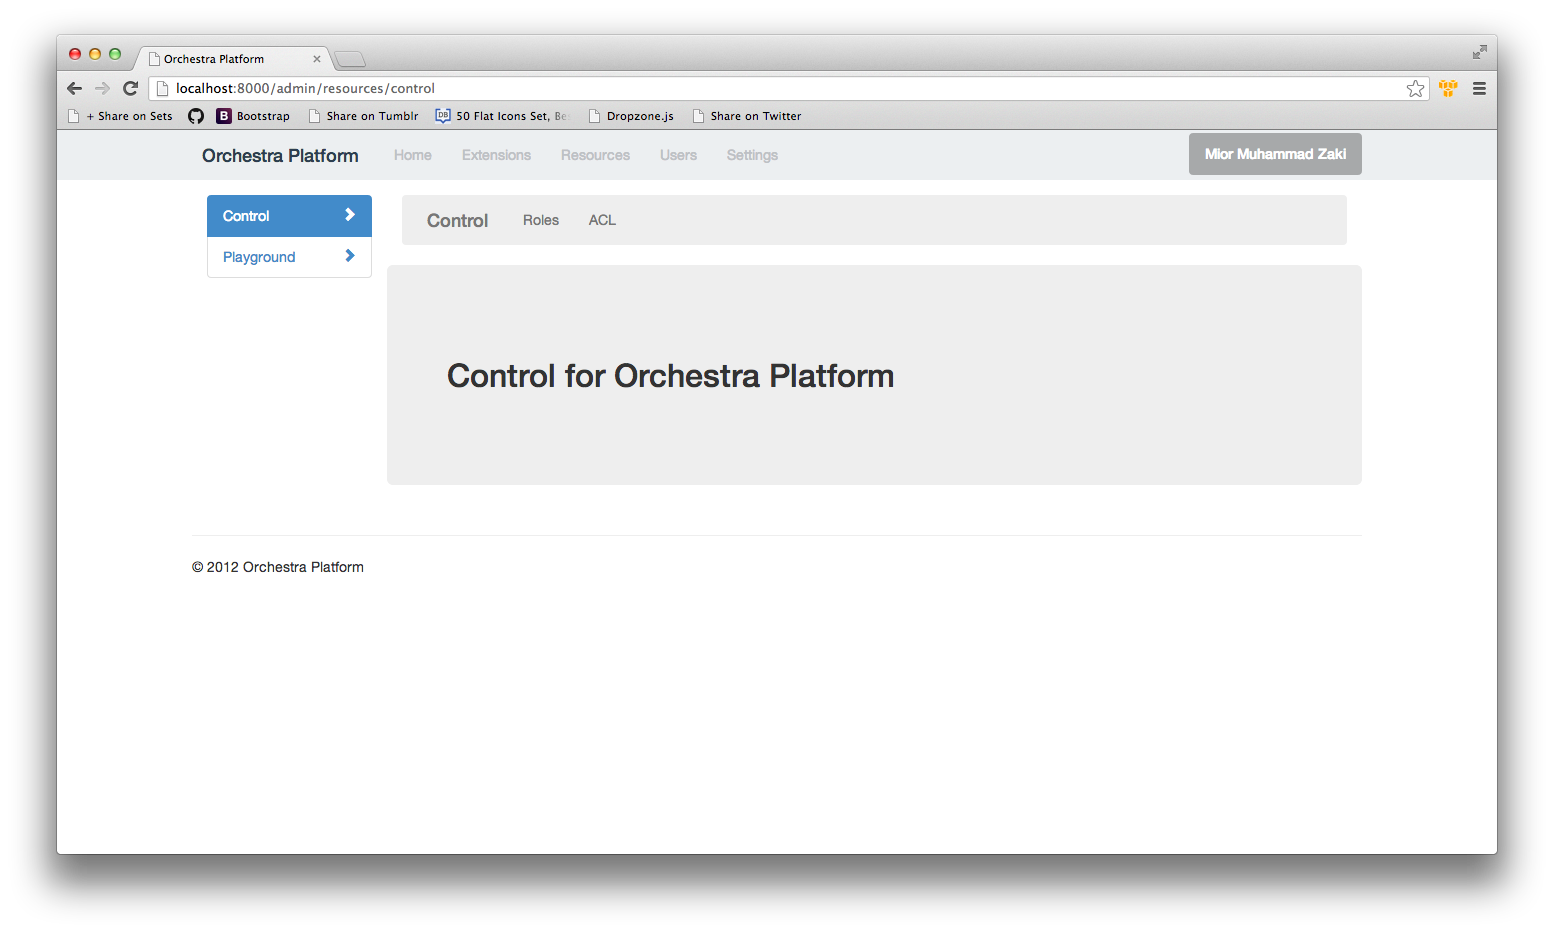 Orchestra Platform
localhost:8000/admin/resources/control
+ Share on Sets B Bootstrap Share on Tumblr DB 50 Flat Icons Set, Be Dropzone.js Share on Twitter
Orchestra Platform Home Extensions Resources Users Settings Mior Muhammad Zaki
Control
Playground
Control Roles ACL
Control for Orchestra Platform
© 2012 Orchestra Platform